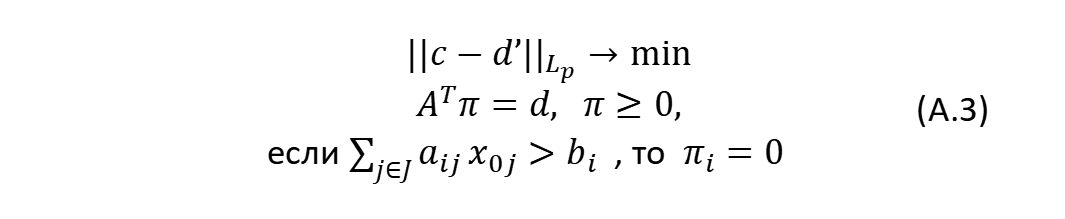 ||c − d’||_{L_p} → min
A^T π = d, π ≥ 0,
(A.3)
если ∑_{j∈J} a_{ij} x_{0j} > b_i , то π_i = 0